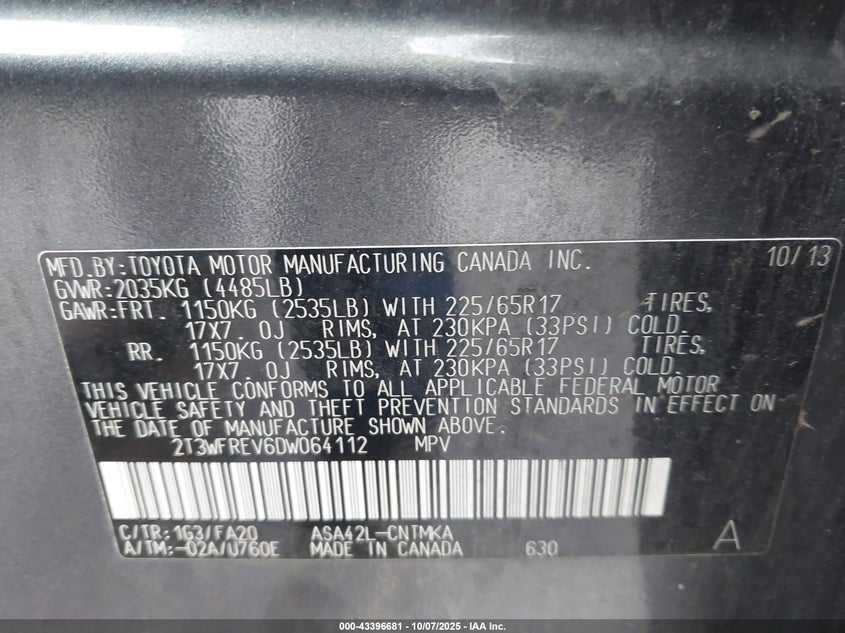 MFD.BY:TOYOTA MOTOR MANUFACTURING CANADA INC. 10/13
GVWR:2035KG (4485LB)
GAWR:FRT. 1150KG (2535LB) WITH 225/65R17 TIRES,
17X7.0J RIMS, AT 230KPA (33PSI) COLD.
RR. 1150KG (2535LB) WITH 225/65R17 TIRES,
17X7.0J RIMS, AT 230KPA (33PSI) COLD.
THIS VEHICLE CONFORMS TO ALL APPLICABLE FEDERAL MOTOR
VEHICLE SAFETY AND THEFT PREVENTION STANDARDS IN EFFECT ON
THE DATE OF MANUFACTURE SHOWN ABOVE.
2T3WFREV6DW064112 MPV
C/TR:1G3/FA20 ASA42L-CNTMKA
A/TM:-02A/U760E MADE IN CANADA 630 A
000-43396681 | 10/07/2025 | IAA Inc.